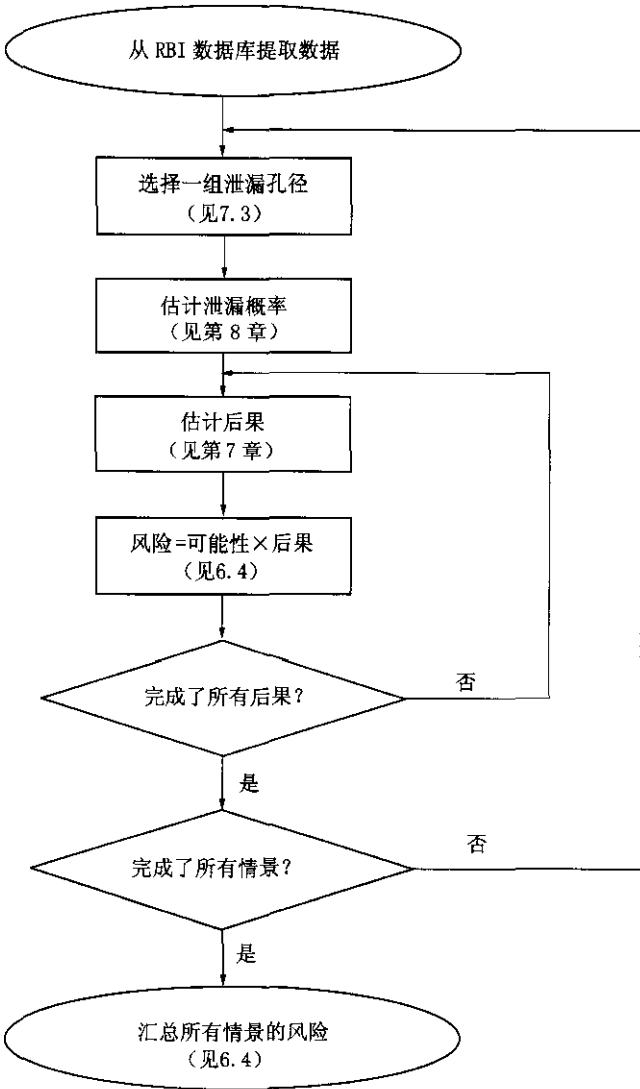 从 RBI 数据库提取数据
选择一组泄漏孔径
（见7.3）
估计泄漏概率
（见第 8 章）
估计后果
（见第 7 章）
风险=可能性×后果
（见6.4）
完成了所有后果?
否
是
完成了所有情景?
否
是
汇总所有情景的风险
（见6.4）